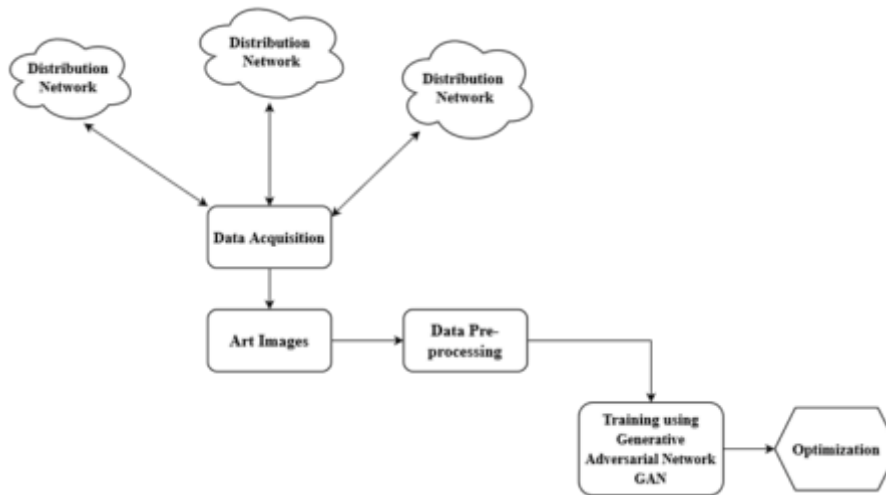 Distribution
Network
Distribution
Network
Distribution
Network
Data Acquisition
Art Images
Data Pre-
processing
Training using
Generative
Adversarial Network
GAN
Optimization